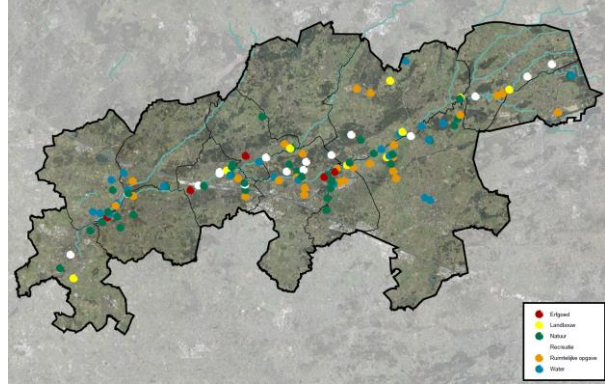 Erfgoed
Landbouw
Natuur
Recreatie
Ruimtelijke opgave
Water